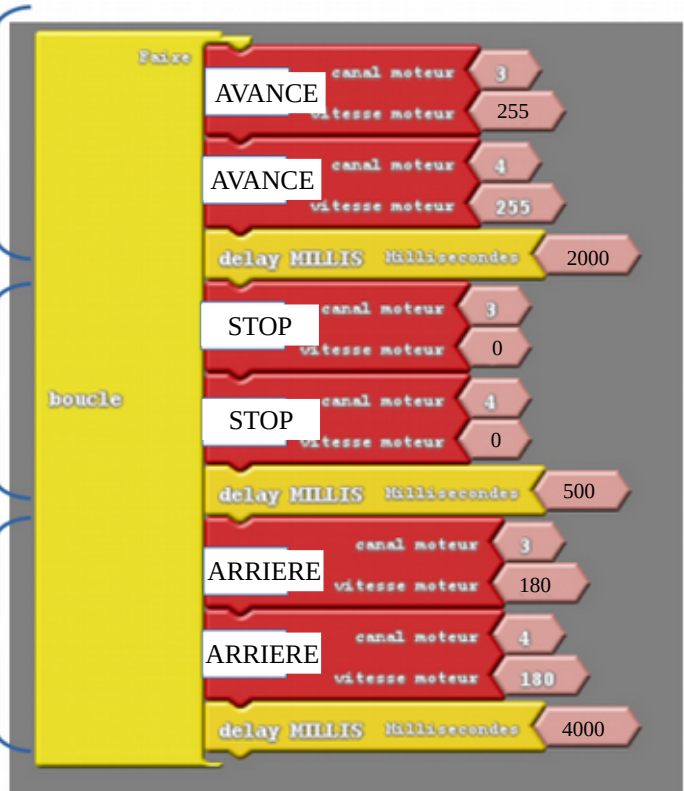 Faire
canal moteur 3
AVANCE
vitesse moteur 255
canal moteur 4
AVANCE
vitesse moteur 255
delay MILLIS Millisecondes 2000
canal moteur 3
STOP
vitesse moteur 0
boucle
canal moteur 4
STOP
vitesse moteur 0
delay MILLIS Millisecondes 500
canal moteur 3
ARRIERE
vitesse moteur 180
canal moteur 4
ARRIERE
vitesse moteur 180
delay MILLIS Millisecondes 4000